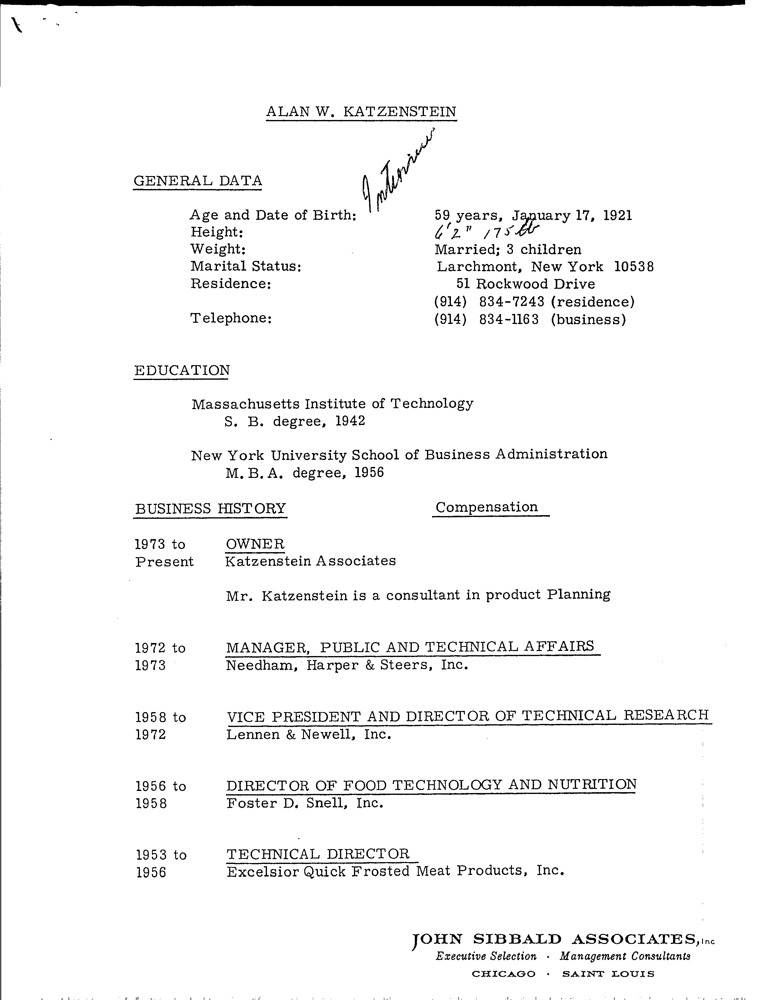 ALAN W. KATZENSTEIN
Interview
GENERAL DATA
Age and Date of Birth: 59 years, January 17, 1921
Height: 6'2" 175 lb
Weight: Married; 3 children
Marital Status: Larchmont, New York 10538
Residence: 51 Rockwood Drive
(914) 834-7243 (residence)
Telephone: (914) 834-1163 (business)
EDUCATION
Massachusetts Institute of Technology
S. B. degree, 1942
New York University School of Business Administration
M. B. A. degree, 1956
BUSINESS HISTORY Compensation
1973 to OWNER
Present Katzenstein Associates
Mr. Katzenstein is a consultant in product Planning
1972 to MANAGER, PUBLIC AND TECHNICAL AFFAIRS
1973 Needham, Harper & Steers, Inc.
1958 to VICE PRESIDENT AND DIRECTOR OF TECHNICAL RESEARCH
1972 Lennen & Newell, Inc.
1956 to DIRECTOR OF FOOD TECHNOLOGY AND NUTRITION
1958 Foster D. Snell, Inc.
1953 to TECHNICAL DIRECTOR
1956 Excelsior Quick Frosted Meat Products, Inc.
JOHN SIBBALD ASSOCIATES, Inc
Executive Selection · Management Consultants
CHICAGO · SAINT LOUIS